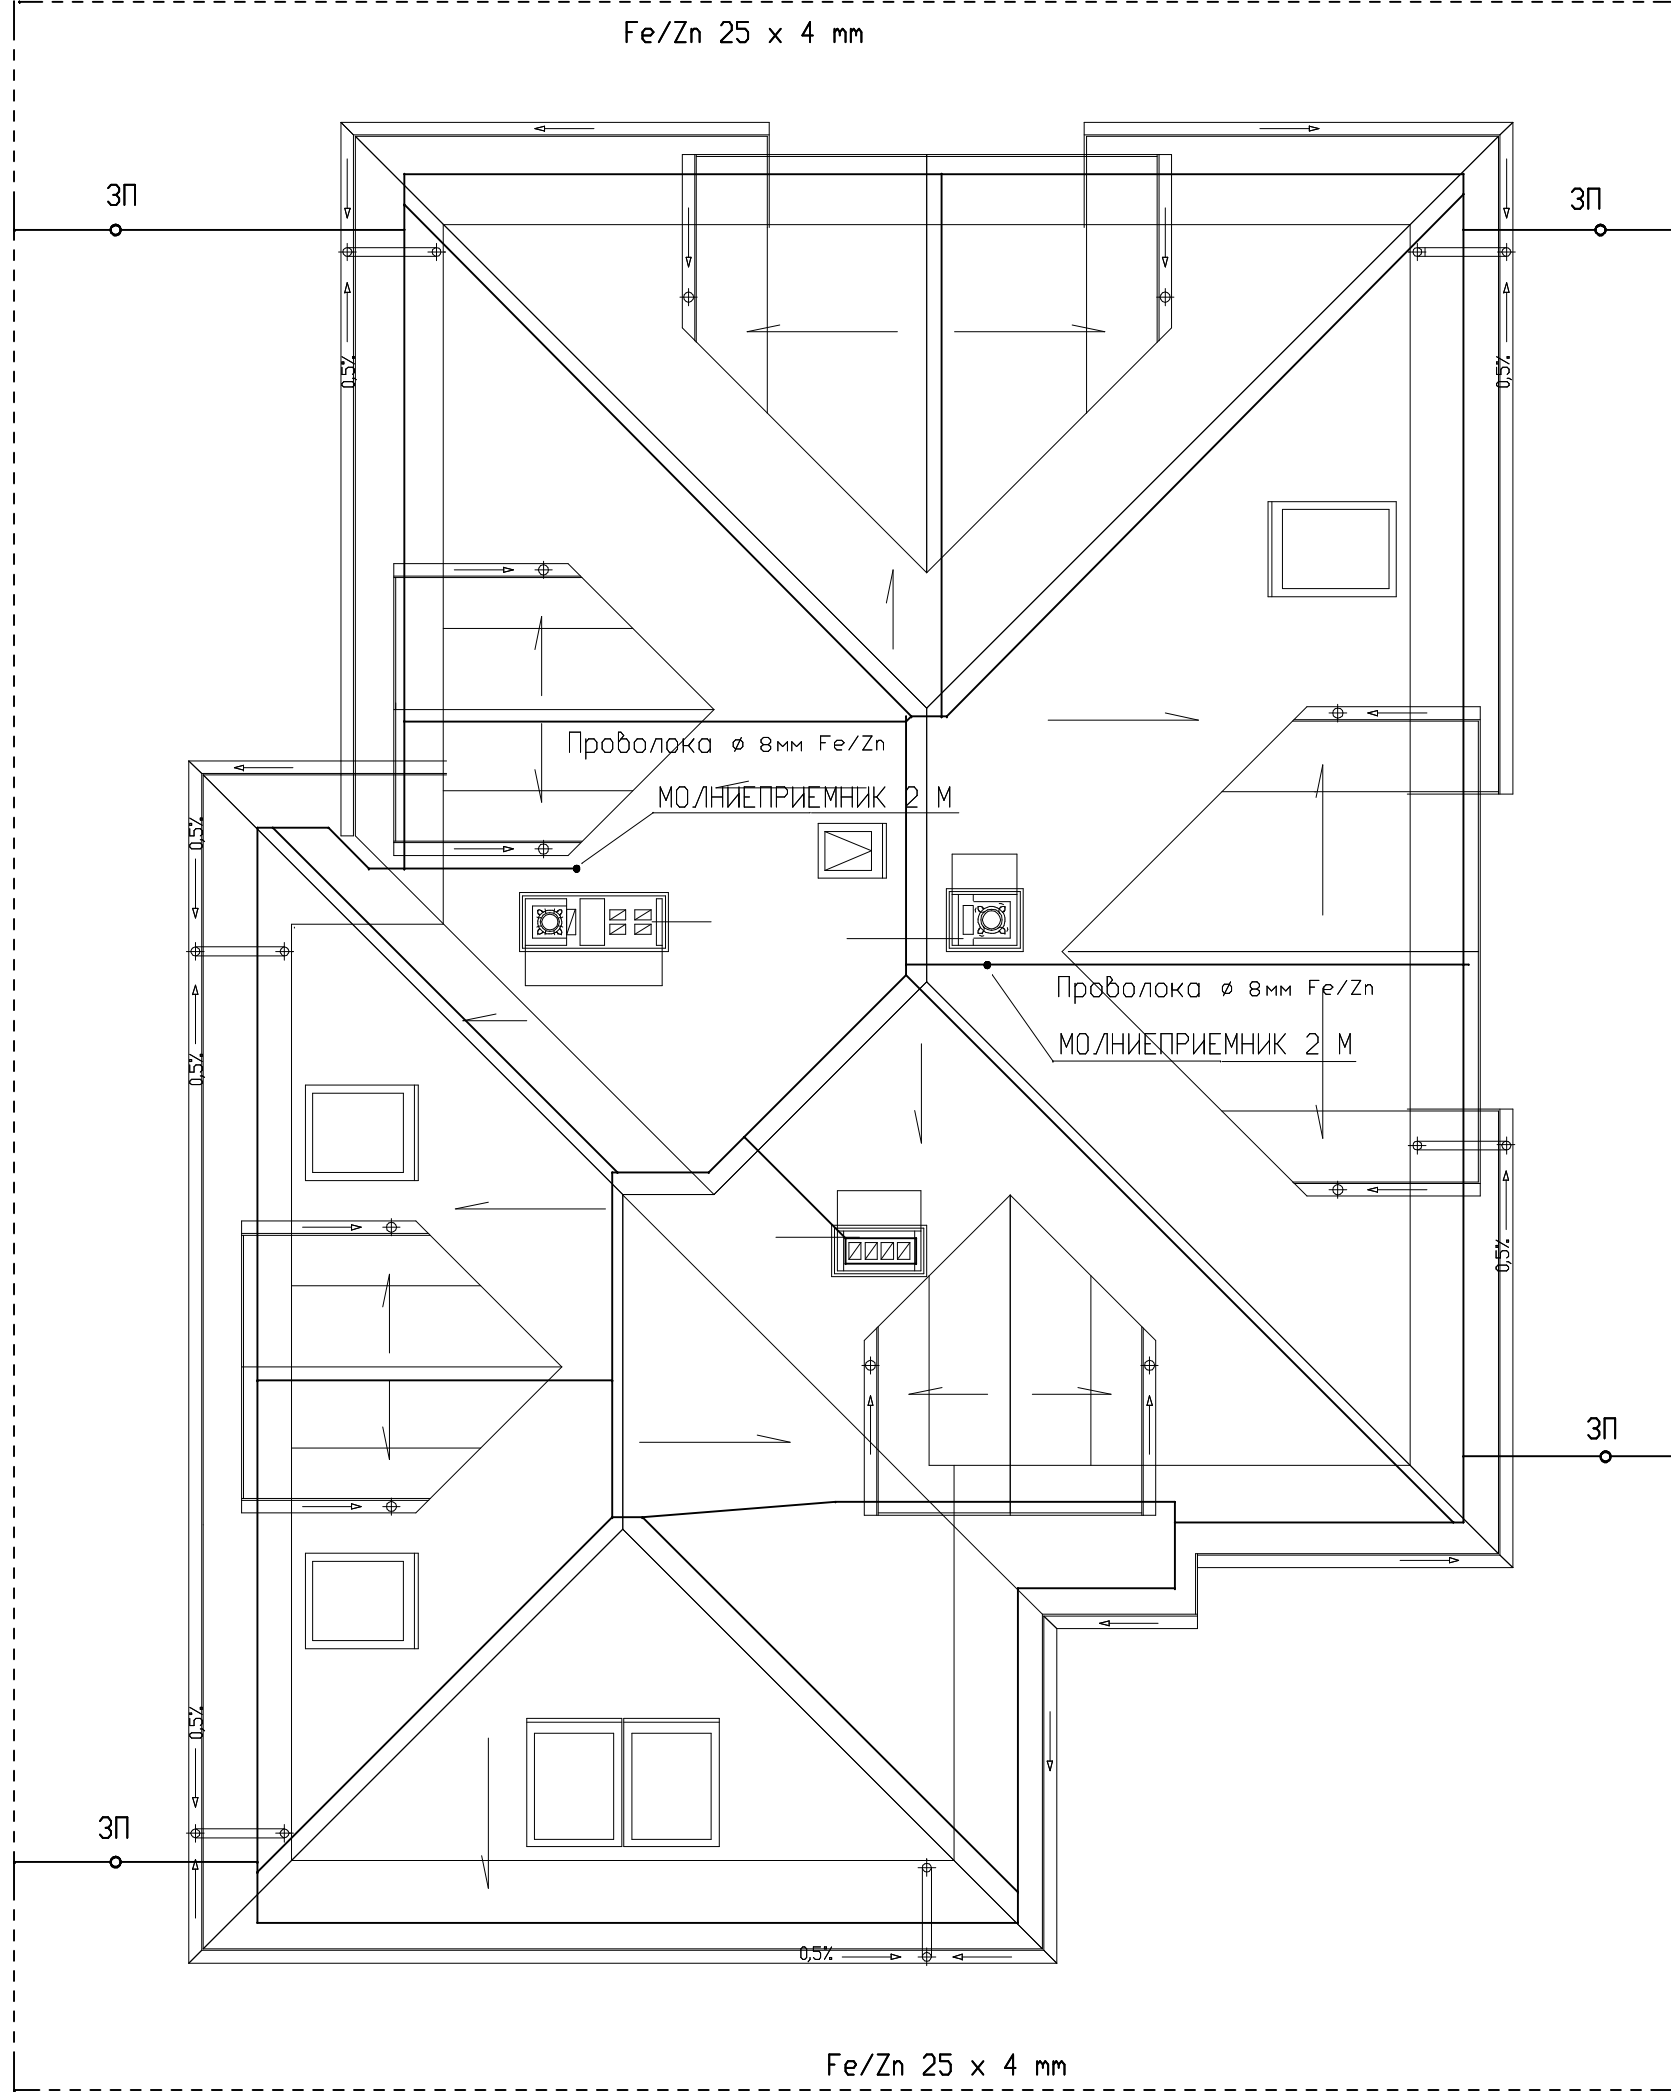 Fe/Zn 25 x 4 mm
ЗП
ЗП
0,5%
0,5%
Проволока ø 8мм Fe/Zn
МОЛНИЕПРИЕМНИК 2 М
0,5%
Проволока ø 8мм Fe/Zn
МОЛНИЕПРИЕМНИК 2 М
0,5%
0,5%
ЗП
0,5%
ЗП
0,5%
Fe/Zn 25 x 4 mm